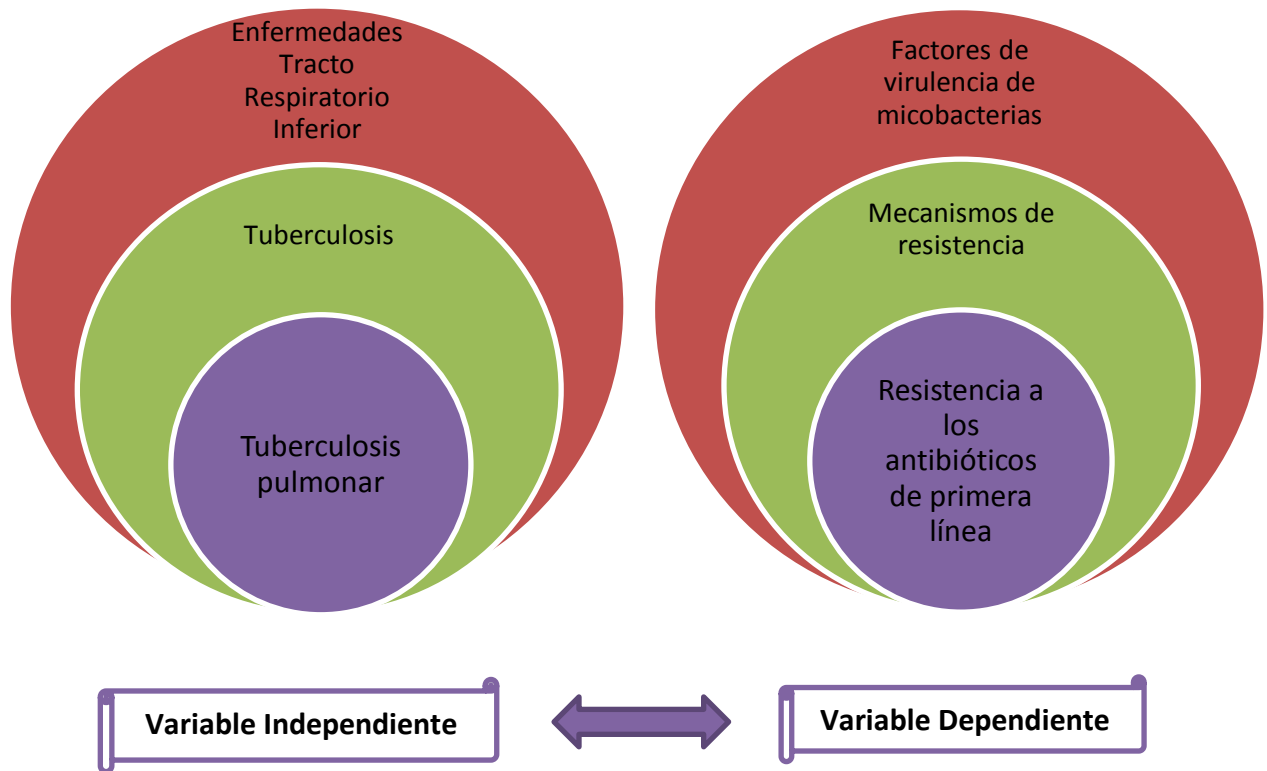 Enfermedades
Tracto
Respiratorio
Inferior
Tuberculosis
Tuberculosis
pulmonar
Factores de
virulencia de
micobacterias
Mecanismos de
resistencia
Resistencia a
los
antibióticos
de primera
línea
Variable Independiente
Variable Dependiente